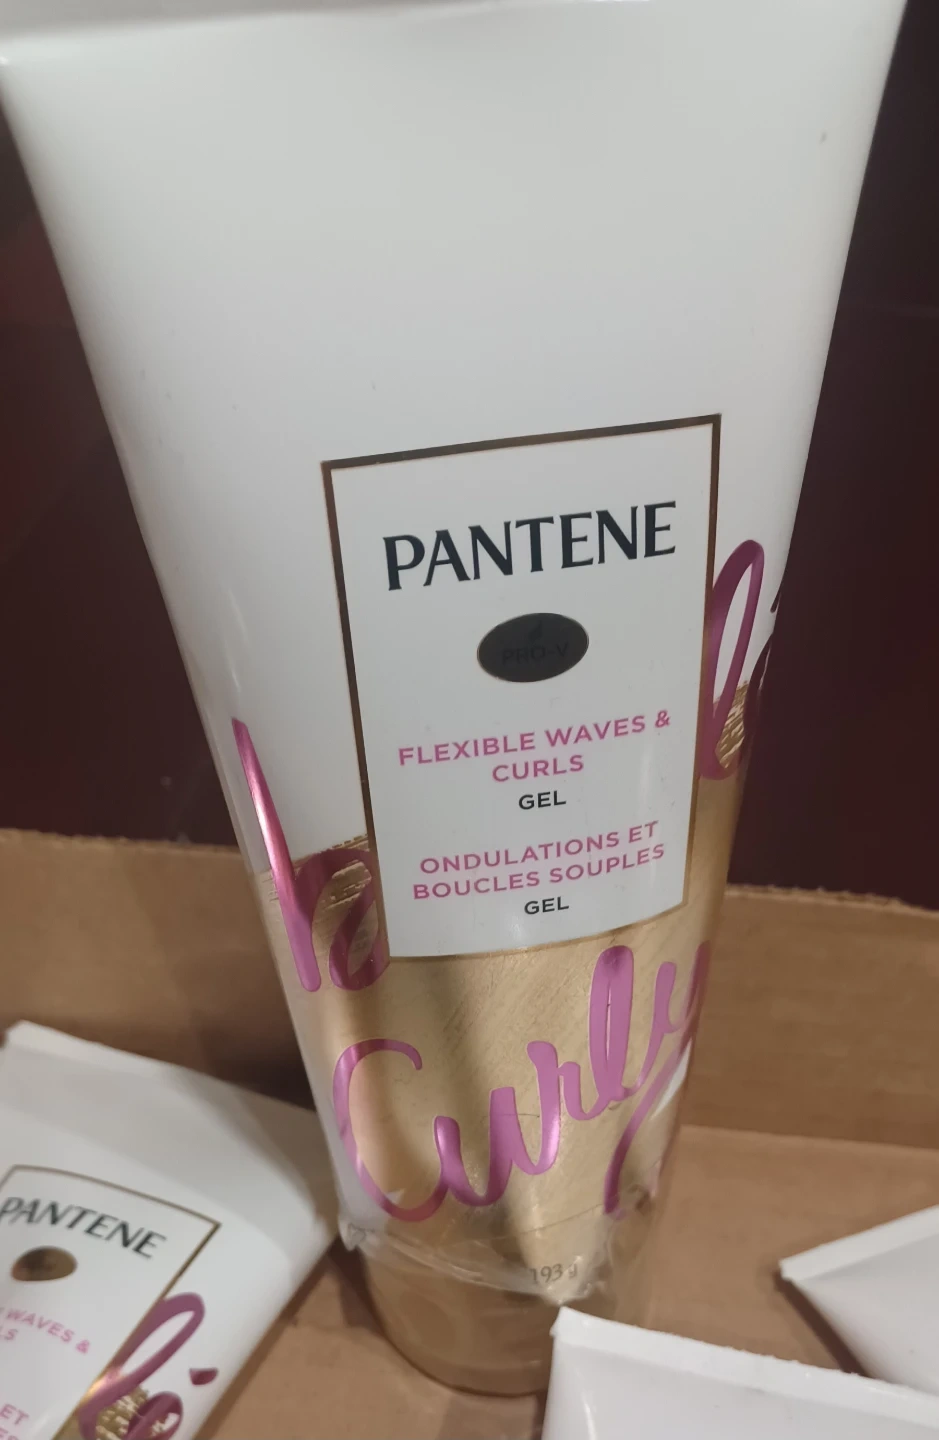 PANTENE
PRO-V
FLEXIBLE WAVES &
CURLS
GEL
ONDULATIONS ET
BOUCLES SOUPLES
GEL
Curly
193 g
PANTENE
WAVES &
LS
ET